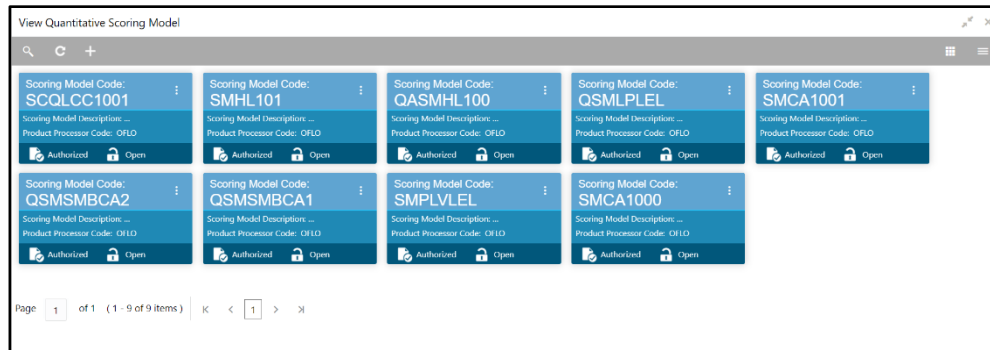 View Quantitative Scoring Model
Scoring Model Code: Scoring Model Code: Scoring Model Code: Scoring Model Code: Scoring Model Code:
SCQLCC1001 SMHL101 QASMHL100 QSMLPLEL SMCA1001
Scoring Model Description: ... Scoring Model Description: ... Scoring Model Description: ... Scoring Model Description: ... Scoring Model Description: ...
Product Processor Code: OFLO Product Processor Code: OFLO Product Processor Code: OFLO Product Processor Code: OFLO Product Processor Code: OFLO
Authorized Open Authorized Open Authorized Open Authorized Open Authorized Open
Scoring Model Code: Scoring Model Code: Scoring Model Code: Scoring Model Code:
QSMSMBCA2 QSMSMBCA1 SMPLVLEL SMCA1000
Scoring Model Description: ... Scoring Model Description: ... Scoring Model Description: ... Scoring Model Description: ...
Product Processor Code: OFLO Product Processor Code: OFLO Product Processor Code: OFLO Product Processor Code: OFLO
Authorized Open Authorized Open Authorized Open Authorized Open
Page 1 of 1 ( 1 - 9 of 9 items ) 1